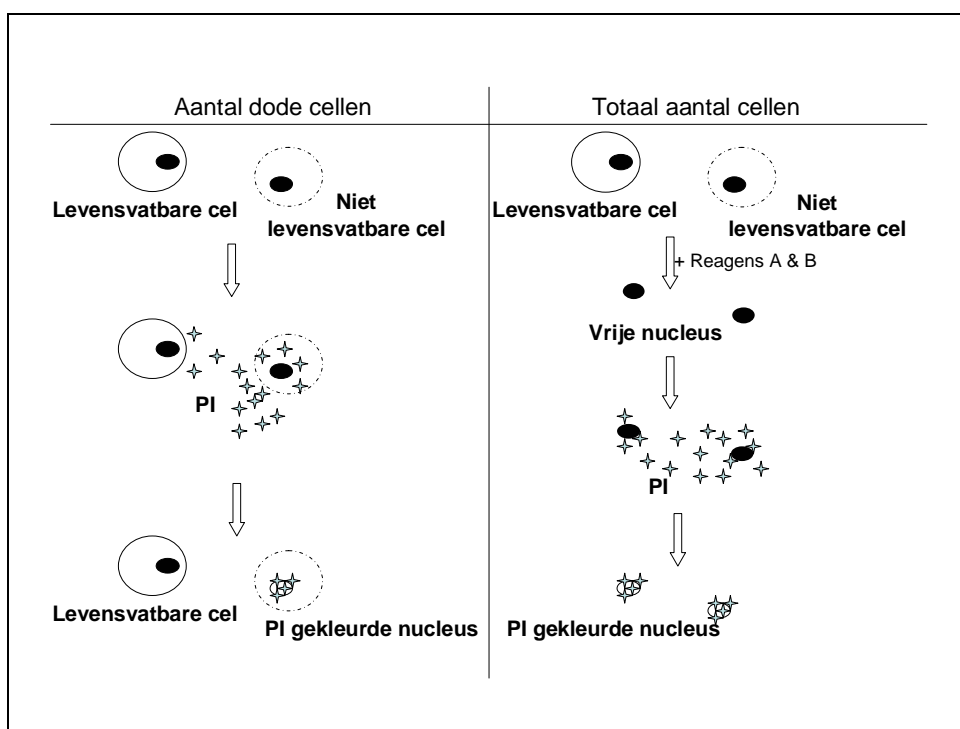 Aantal dode cellen
Levensvatbare cel
Niet
levensvatbare cel
PI
Levensvatbare cel
PI gekleurde nucleus
Totaal aantal cellen
Levensvatbare cel
Niet
levensvatbare cel
+ Reagens A & B
Vrije nucleus
PI
PI gekleurde nucleus